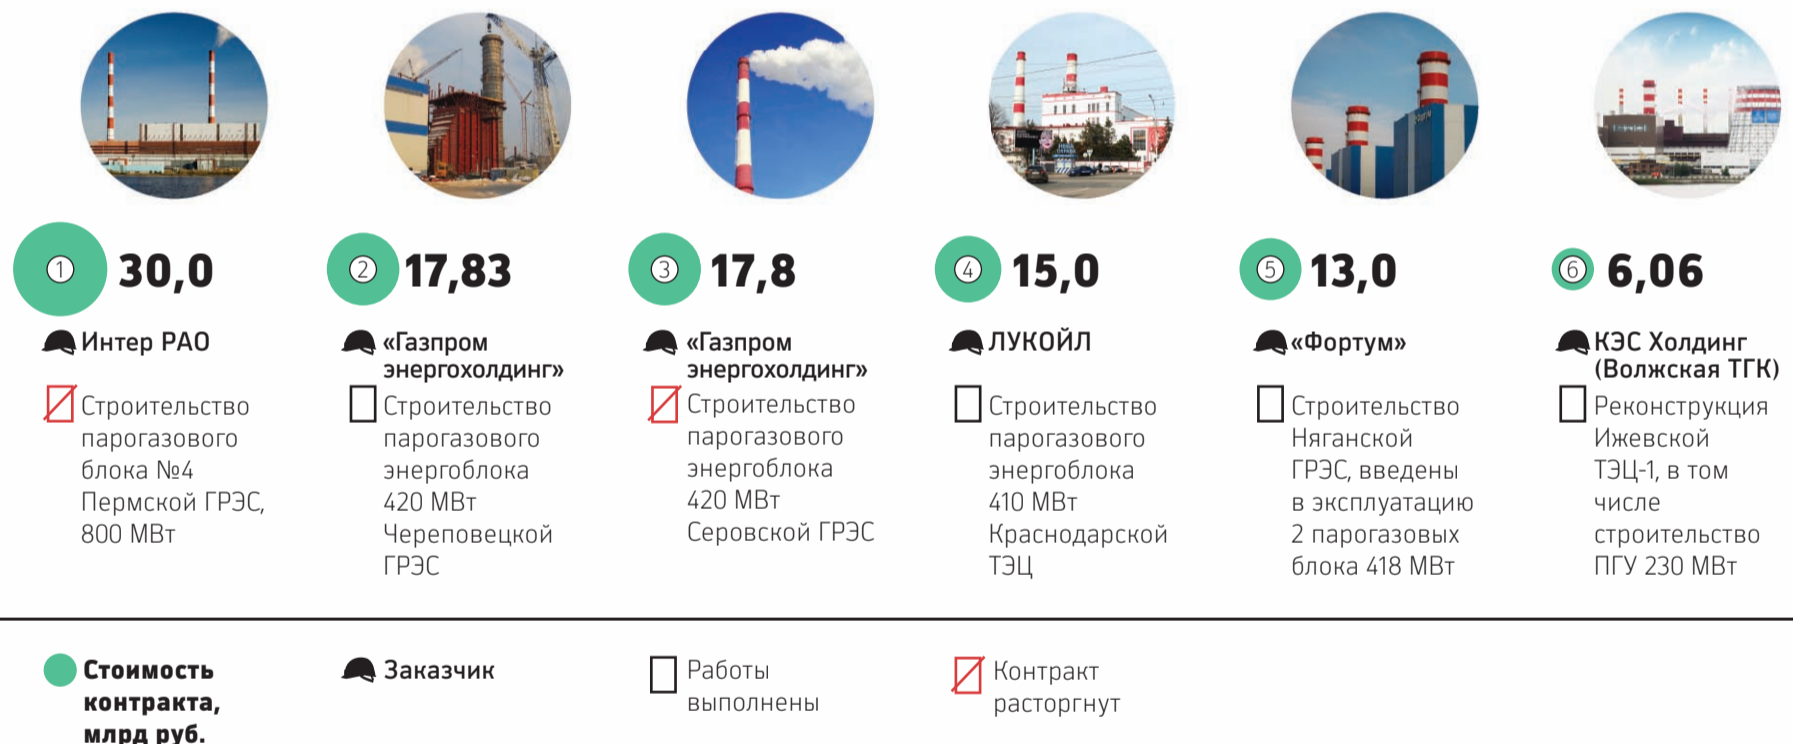 1 30,0
Интер РАО
Строительство
парогазового
блока №4
Пермской ГРЭС,
800 МВт
2 17,83
«Газпром
энергохолдинг»
Строительство
парогазового
энергоблока
420 МВт
Череповецкой
ГРЭС
3 17,8
«Газпром
энергохолдинг»
Строительство
парогазового
энергоблока
420 МВт
Серовской ГРЭС
4 15,0
ЛУКОЙЛ
Строительство
парогазового
энергоблока
410 МВт
Краснодарской
ТЭЦ
5 13,0
«Фортум»
Строительство
Няганской
ГРЭС, введены
в эксплуатацию
2 парогазовых
блока 418 МВт
6 6,06
КЭС Холдинг
(Волжская ТГК)
Реконструкция
Ижевской
ТЭЦ-1, в том
числе
строительство
ПГУ 230 МВт
Стоимость
контракта,
млрд руб.
Заказчик
Работы
выполнены
Контракт
расторгнут